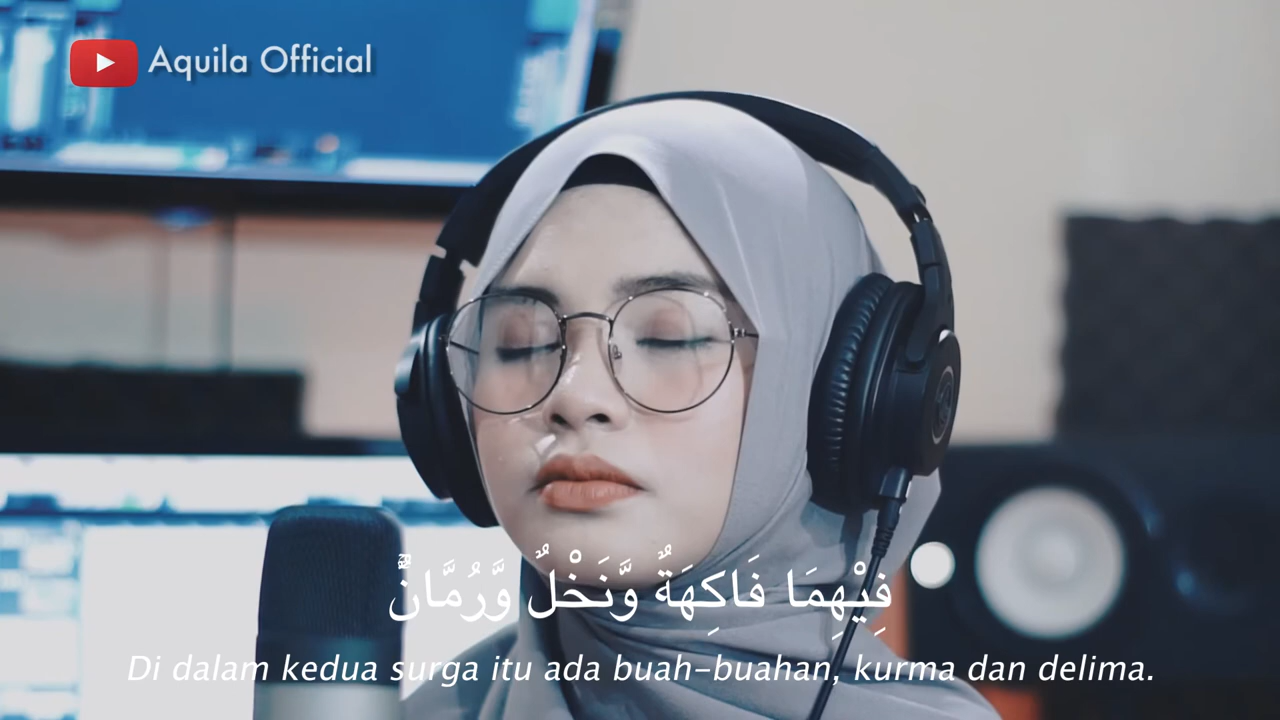 Aquila Official
فِيْهِمَا فَاكِهَةٌ وَّنَخْلٌ وَّرُمَّانٌۚ
Di dalam kedua surga itu ada buah-buahan, kurma dan delima.